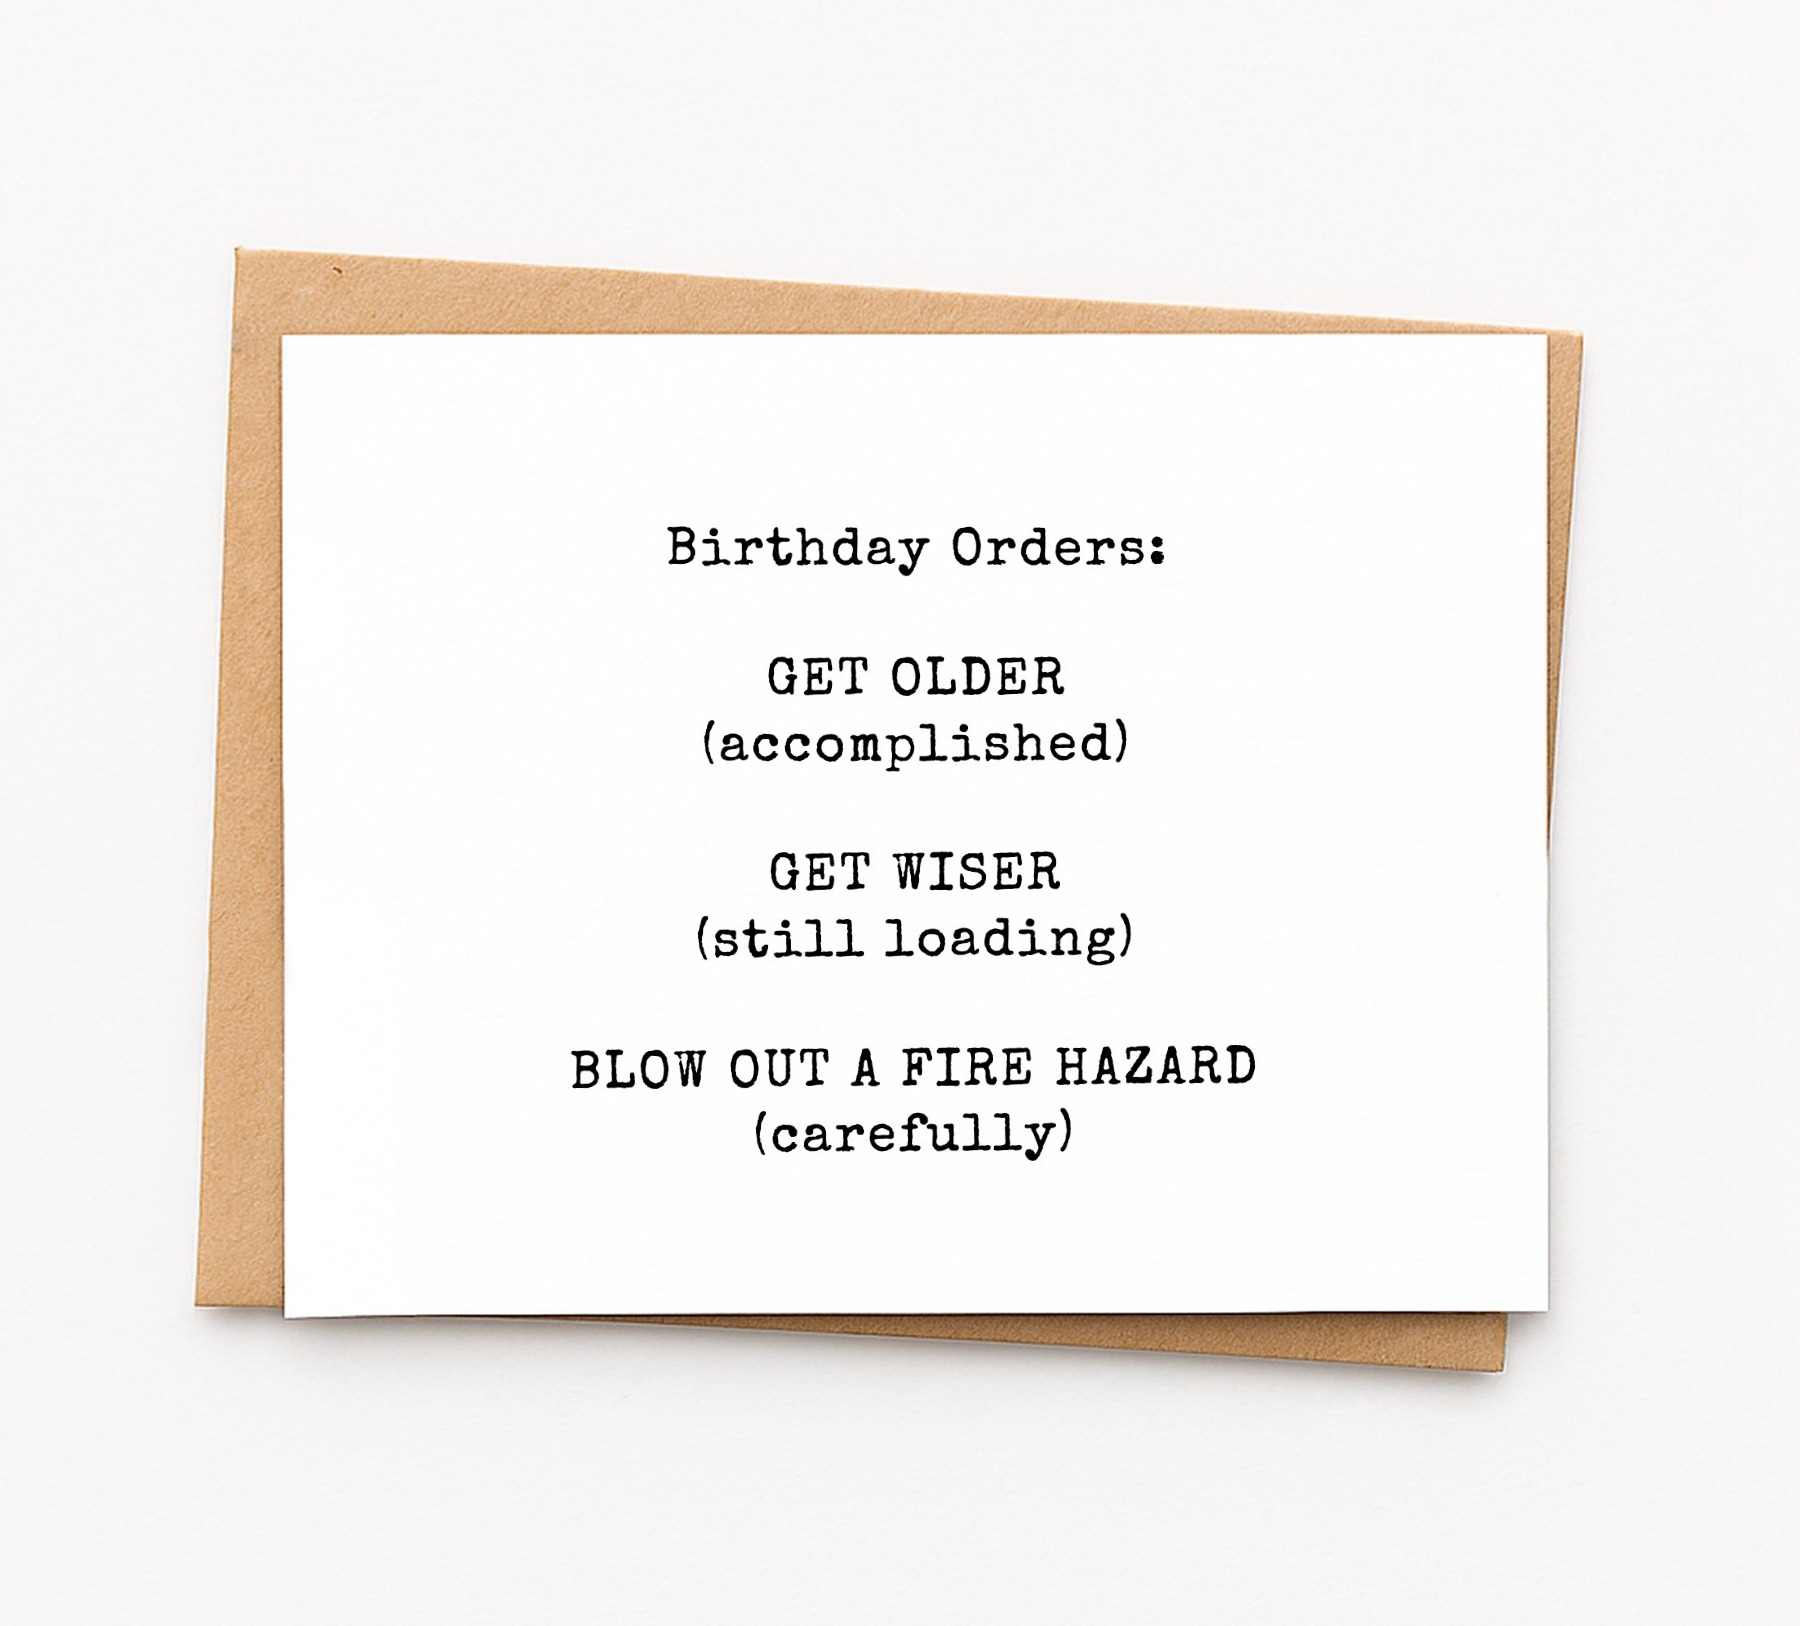 Birthday Orders:
GET OLDER
(accomplished)
GET WISER
(still loading)
BLOW OUT A FIRE HAZARD
(carefully)